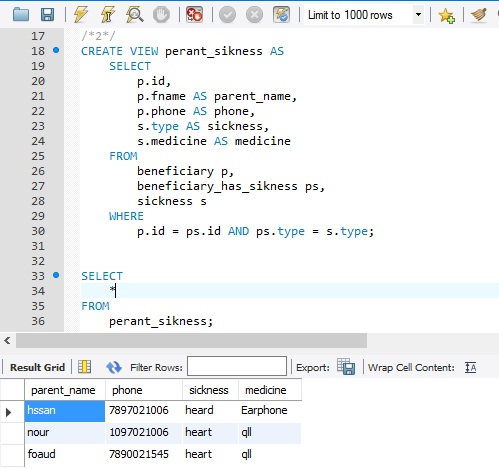 Limit to 1000 rows
17 /*2*/
18 CREATE VIEW perant_sikness AS
19 SELECT
20 p.id,
21 p.fname AS parent_name,
22 p.phone AS phone,
23 s.type AS sickness,
24 s.medicine AS medicine
25 FROM
26 beneficiary p,
27 beneficiary_has_sikness ps,
28 sickness s
29 WHERE
30 p.id = ps.id AND ps.type = s.type;
31
32
33 SELECT
34 *
35 FROM
36 perant_sikness;
Result Grid Filter Rows: Export: Wrap Cell Content:
parent_name phone sickness medicine
hssan 7897021006 heard Earphone
nour 1097021006 heart qll
foaud 7890021545 heart qll